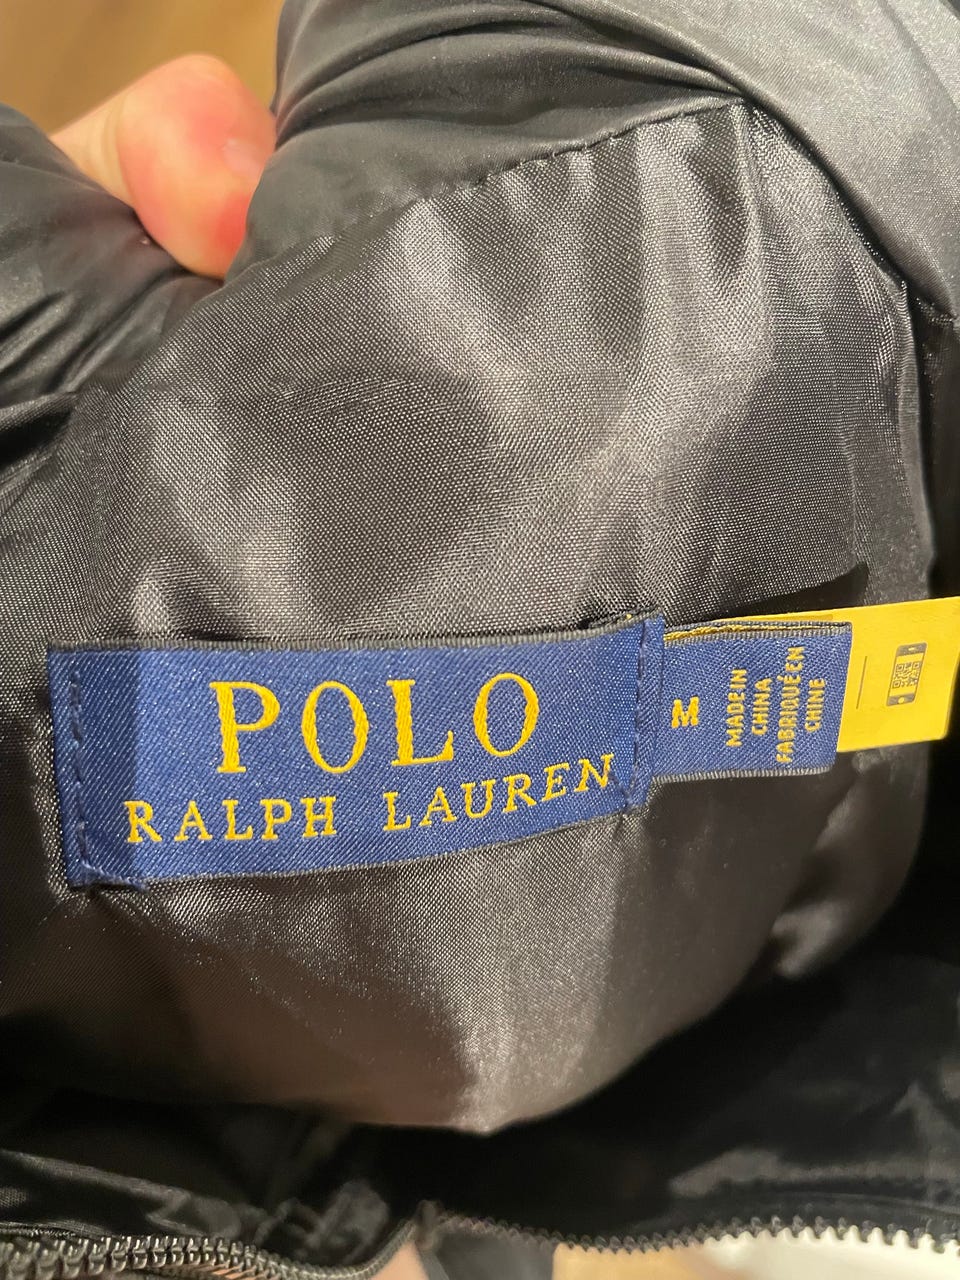 POLO
RALPH LAUREN
M
MADE IN
CHINA
FABRIQUÉ EN
CHINE